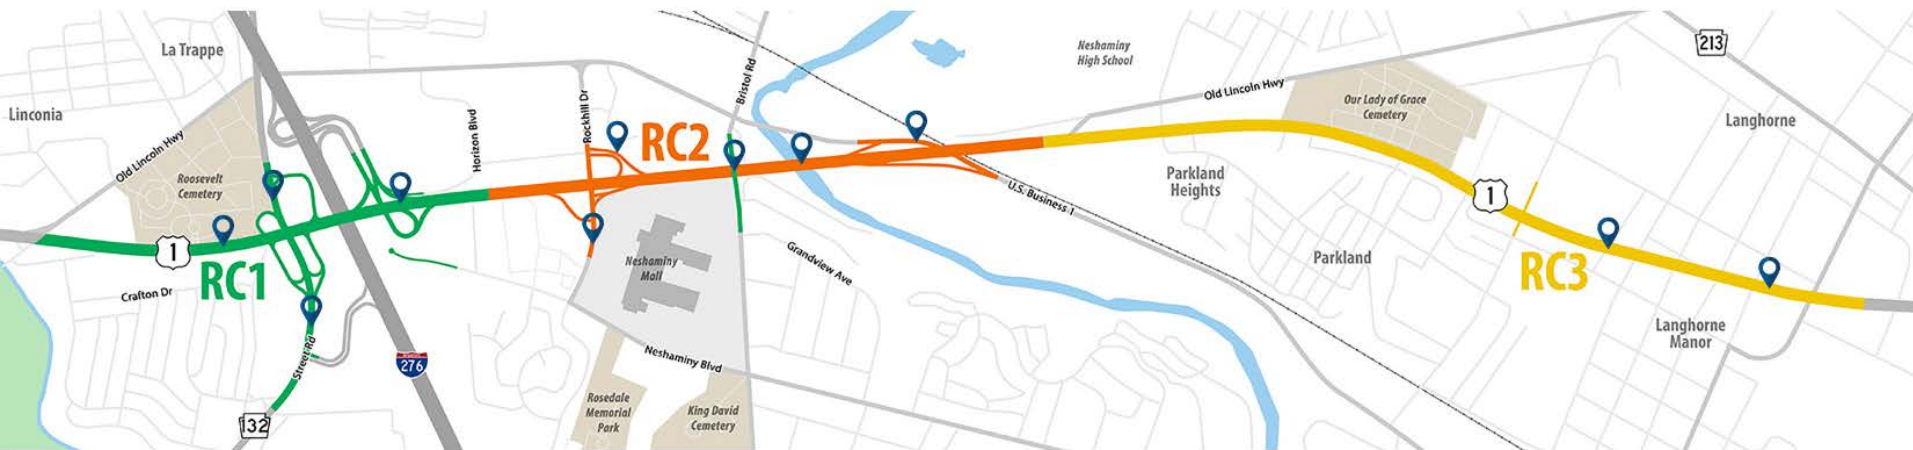 La Trappe
Linconia
Old Lincoln Hwy
Roosevelt
Cemetery
1
RC1
Crafton Dr
Street Rd
132
276
Horizon Blvd
Rockhill Dr
RC2
Bristol Rd
Neshaminy
Mall
Grandview Ave
Neshaminy Blvd
Rosedale
Memorial
Park
King David
Cemetery
U.S. Business 1
Neshaminy
High School
Old Lincoln Hwy
Our Lady of Grace
Cemetery
Parkland
Heights
Parkland
1
RC3
213
Langhorne
Langhorne
Manor